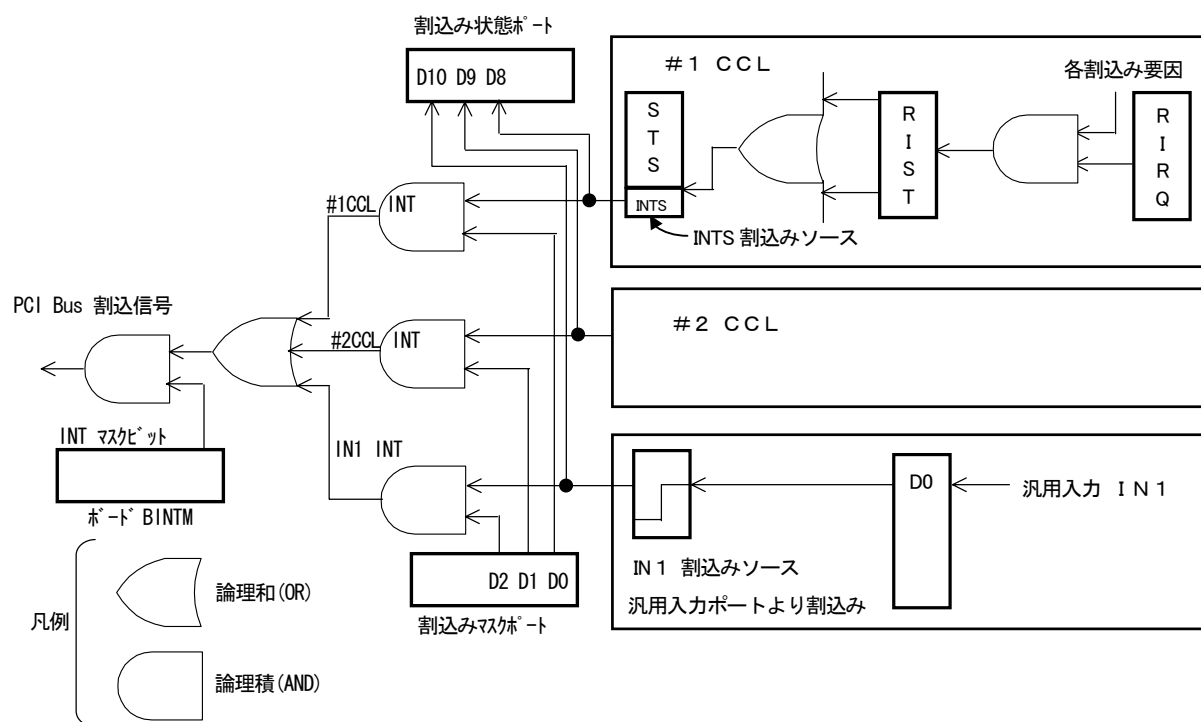 割込み状態ﾎﾟｰﾄ
D10 D9 D8
＃1 CCL
各割込み要因
STS
INTS
RIST
RIRQ
INTS 割込みソース
#1CCL INT
PCI Bus 割込信号
#2CCL INT
＃2 CCL
INT ﾏｽｸﾋﾞｯﾄ
ﾎﾞｰﾄﾞ BINTM
IN1 INT
D2 D1 D0
割込みﾏｽｸﾎﾟｰﾄ
D0
汎用入力 ＩＮ１
IN１ 割込みソース
汎用入力ポートより割込み
凡例
論理和(OR)
論理積(AND)